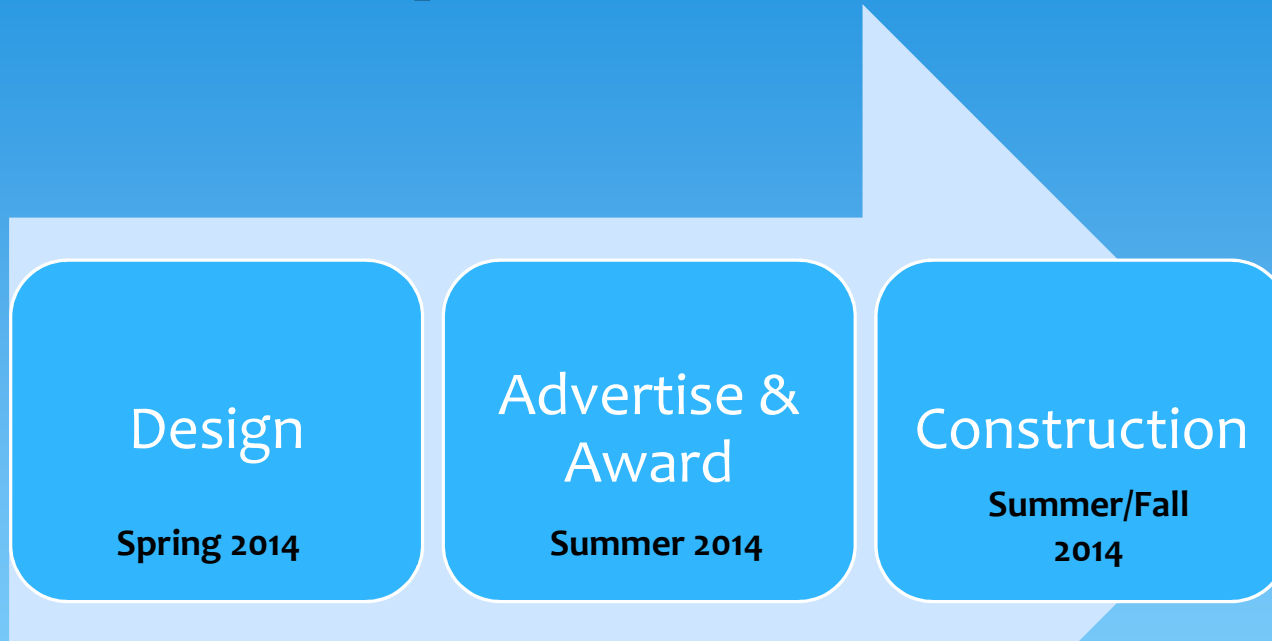 Design
Spring 2014
Advertise &
Award
Summer 2014
Construction
Summer/Fall
2014